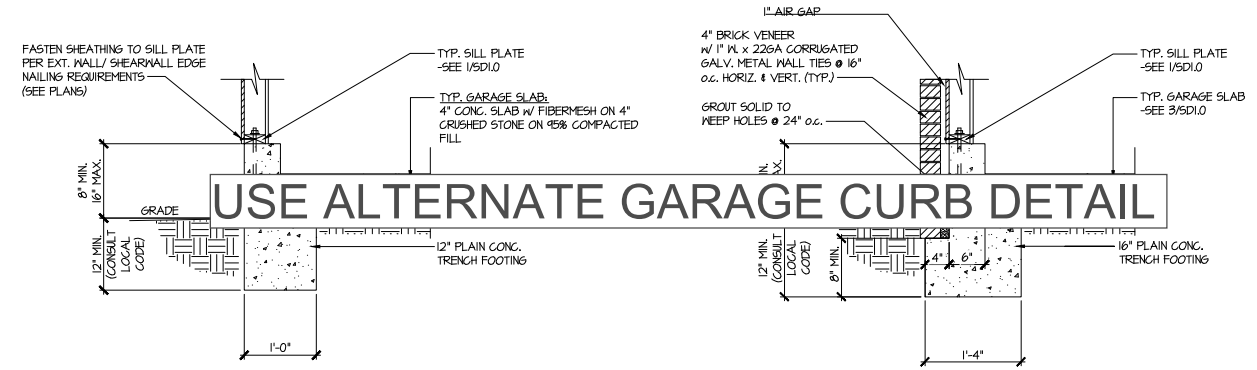 FASTEN SHEATHING TO SILL PLATE
PER EXT. WALL/ SHEARWALL EDGE
NAILING REQUIREMENTS
(SEE PLANS)
TYP. SILL PLATE
-SEE 1/SD1.0
TYP. GARAGE SLAB:
4" CONC. SLAB W/ FIBERMESH ON 4"
CRUSHED STONE ON 95% COMPACTED
FILL
8" MIN.
16" MAX.
GRADE
12" MIN.
(CONSULT
LOCAL
CODE)
12" PLAIN CONC.
TRENCH FOOTING
1'-0"
USE ALTERNATE GARAGE CURB DETAIL
1" AIR GAP
4" BRICK VENEER
W/ 1" W. x 22GA CORRUGATED
GALV. METAL WALL TIES @ 16"
o.c. HORIZ. & VERT. (TYP.)
GROUT SOLID TO
WEEP HOLES @ 24" o.c.
TYP. SILL PLATE
-SEE 1/SD1.0
TYP. GARAGE SLAB
-SEE 3/SD1.0
12" MIN.
(CONSULT
LOCAL
CODE)
8" MIN.
4"
6"
16" PLAIN CONC.
TRENCH FOOTING
1'-4"